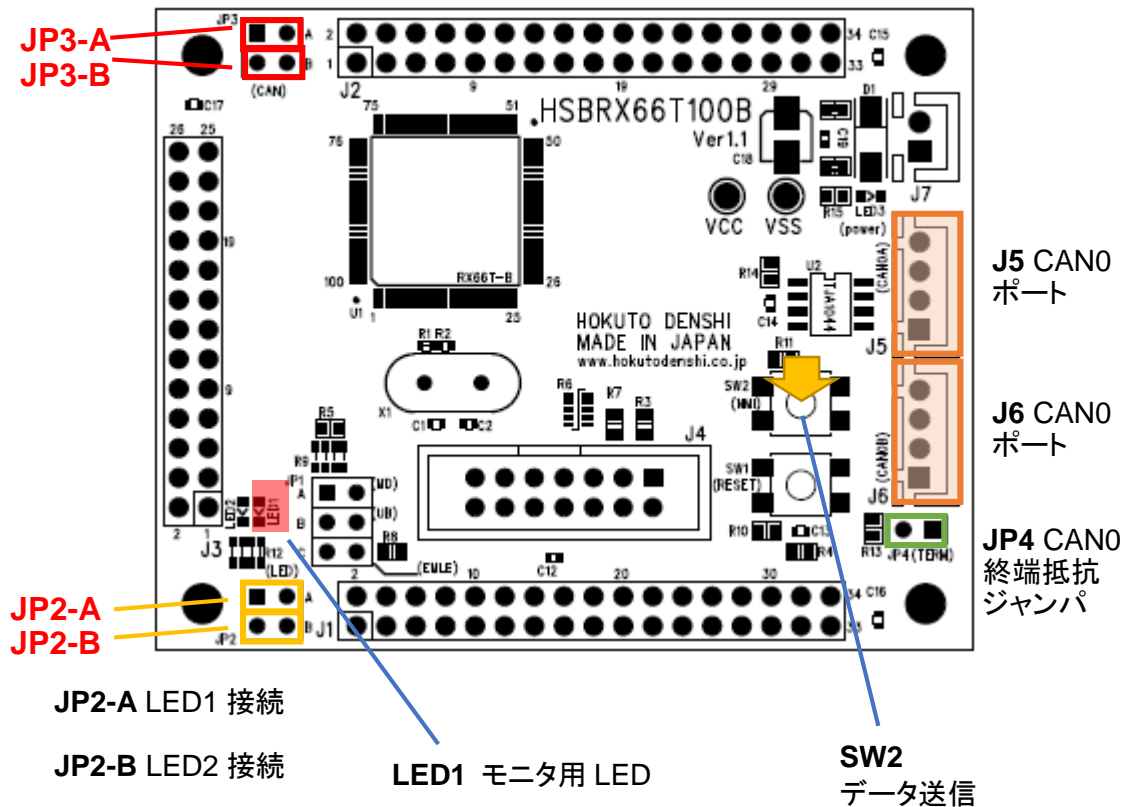 JP3
JP3-A
A
2
34
C15
JP3-B
B
1
33
(CAN)
J2
9
19
29
D1
C17
75
51
HSBRX66T100B
26
25
76
50
Ver1.1
C19
C18
J7
VCC
VSS
R15
LED3
(power)
19
R14
U2
(CAN0A)
J5 CAN0
ポート
100
RX66T-B
26
TJA1044
U1
1
25
C14
HOKUTO DENSHI
MADE IN JAPAN
www.hokutodenshi.co.jp
R1
R2
R11
J5
9
R6
R7
R3
SW2
(NMI)
X1
J6 CAN0
ポート
R5
C1
C2
J4
(CAN0B)
R9
JP1
A
(MD)
SW1
(RESET)
J6
LED2
LED1
B
(UB)
2
1
J3
R12
C
R8
R10
C13
R13
JP4(TERM)
JP4 CAN0
終端抵抗
ジャンパ
(LED)
(EMLE)
C12
R4
2
10
20
30
JP2-A
A
34
C16
JP2-B
B
J1
33
JP2
JP2-A LED1 接続
JP2-B LED2 接続
LED1 モニタ用 LED
SW2
データ送信